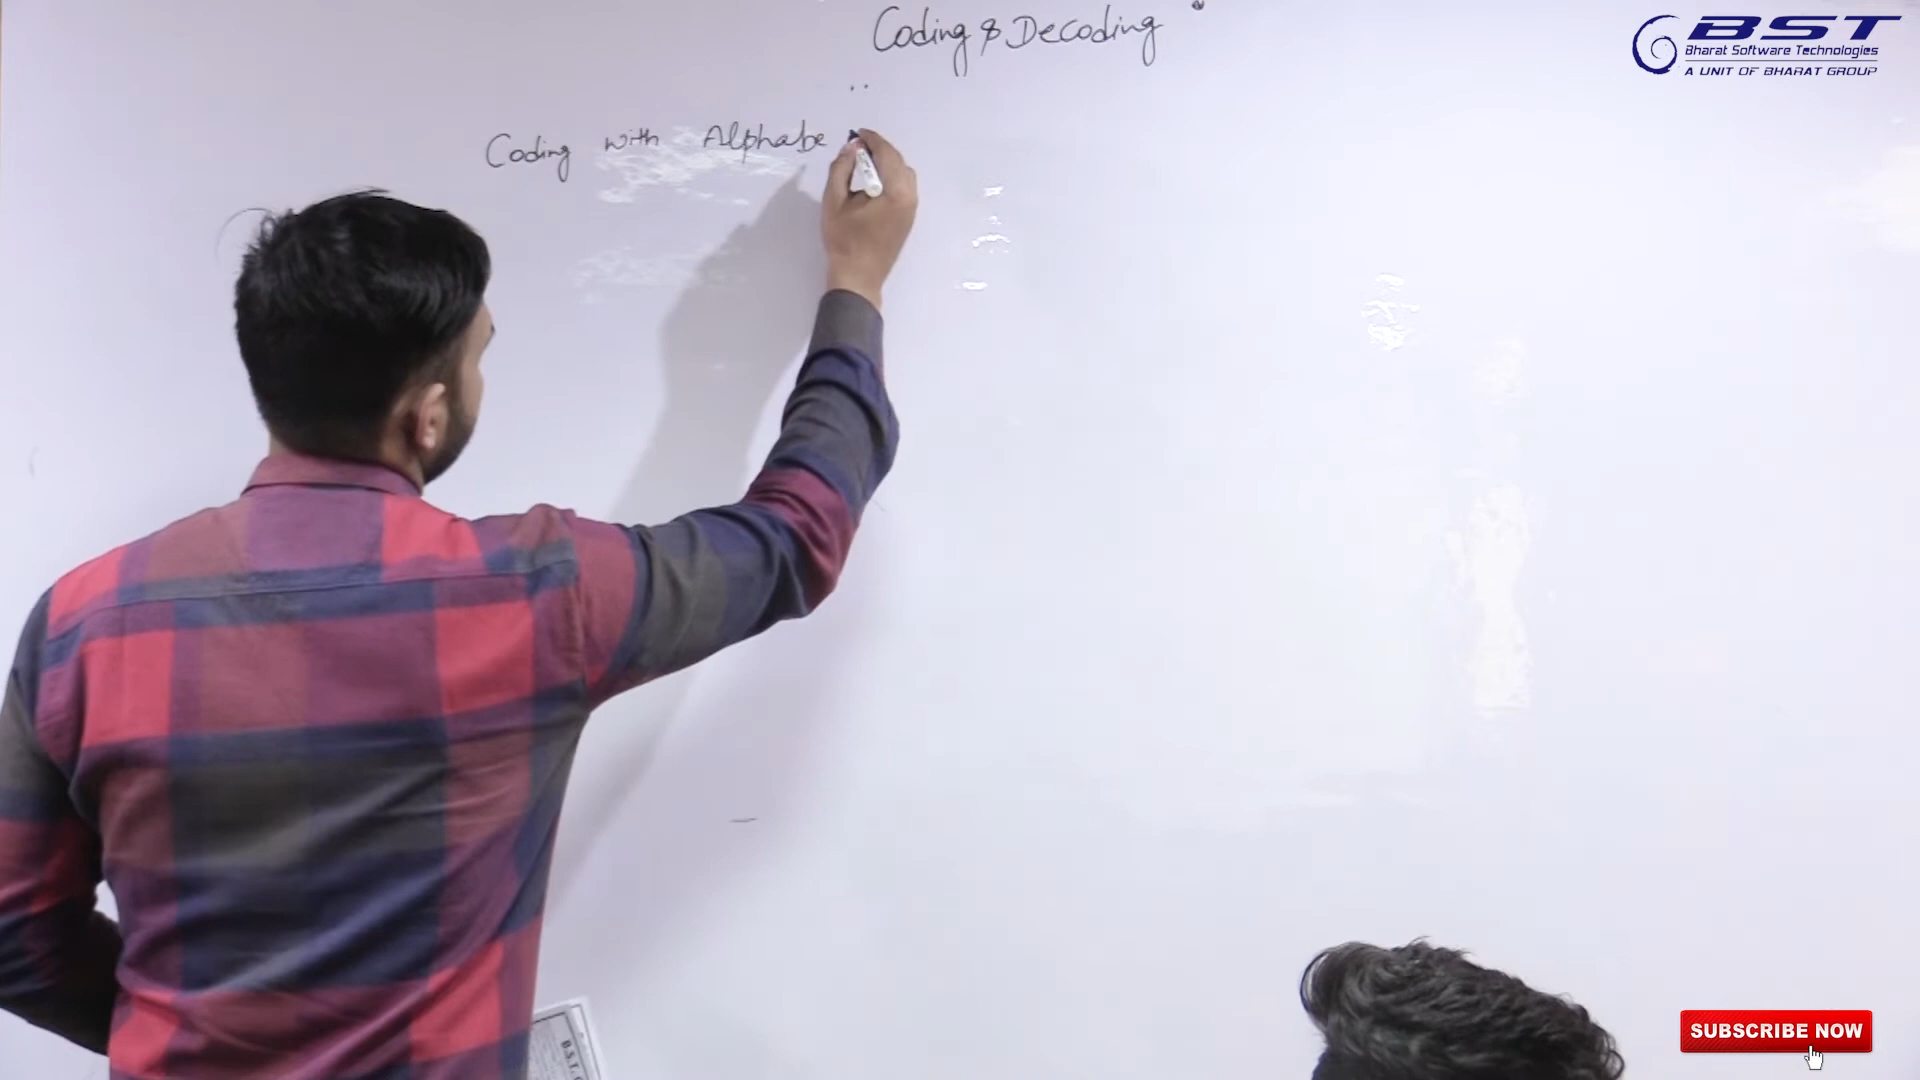 Coding & Decoding
BST
Bharat Software Technologies
A UNIT OF BHARAT GROUP
Coding with Alphabe
B.S.T.
SUBSCRIBE NOW